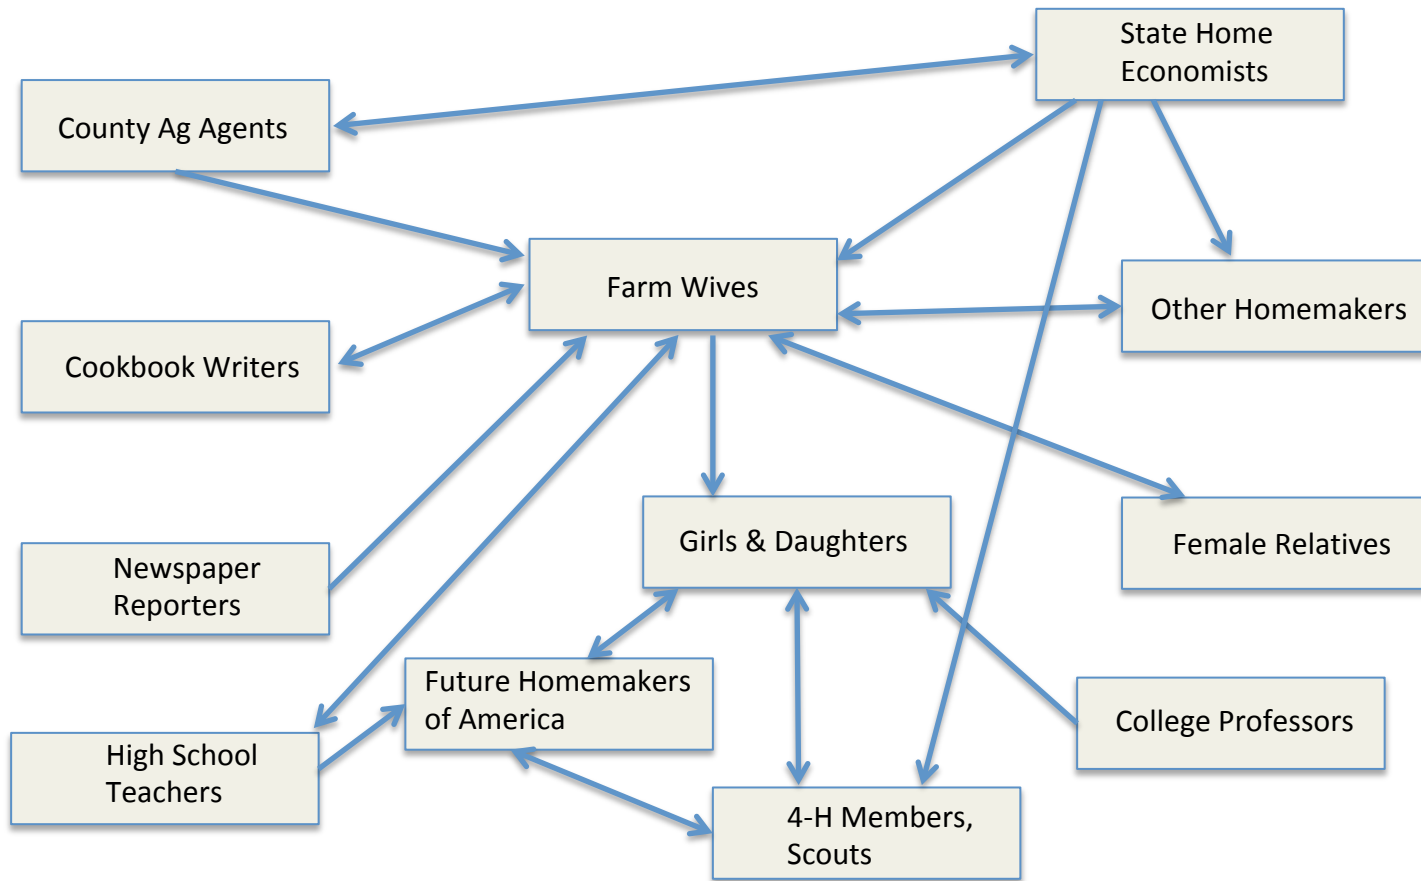 State Home
Economists
County Ag Agents
Farm Wives
Other Homemakers
Cookbook Writers
Girls & Daughters
Female Relatives
Newspaper
Reporters
Future Homemakers
of America
College Professors
High School
Teachers
4-H Members,
Scouts